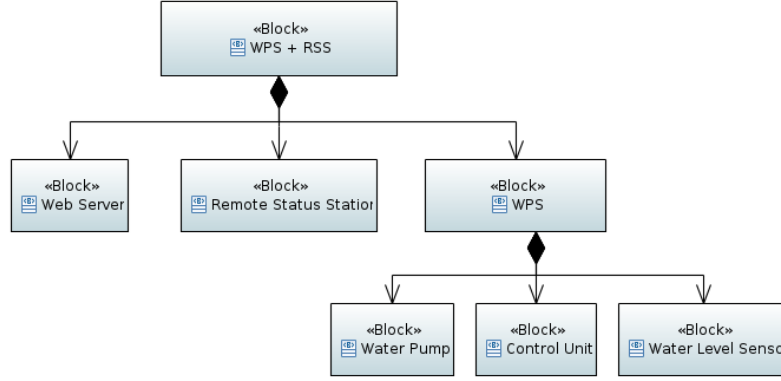 «Block»
WPS + RSS
«Block»
Web Server
«Block»
Remote Status Station
«Block»
WPS
«Block»
Water Pump
«Block»
Control Unit
«Block»
Water Level Senso